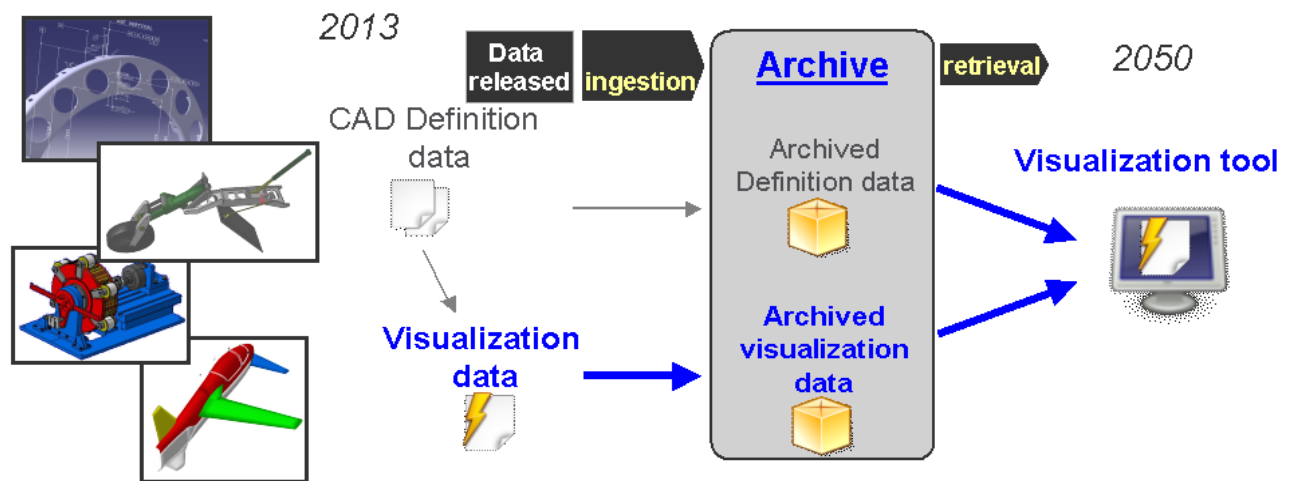 2013
Data
released
ingestion
Archive
retrieval
2050
CAD Definition
data
Archived
Definition data
Visualization tool
Visualization
data
Archived
visualization
data